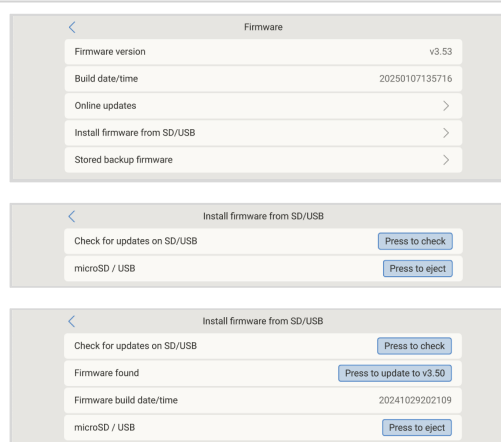 Firmware
Firmware version v3.53
Build date/time 20250107135716
Online updates
Install firmware from SD/USB
Stored backup firmware
Install firmware from SD/USB
Check for updates on SD/USB Press to check
microSD / USB Press to eject
Install firmware from SD/USB
Check for updates on SD/USB Press to check
Firmware found Press to update to v3.50
Firmware build date/time 20241029202109
microSD / USB Press to eject